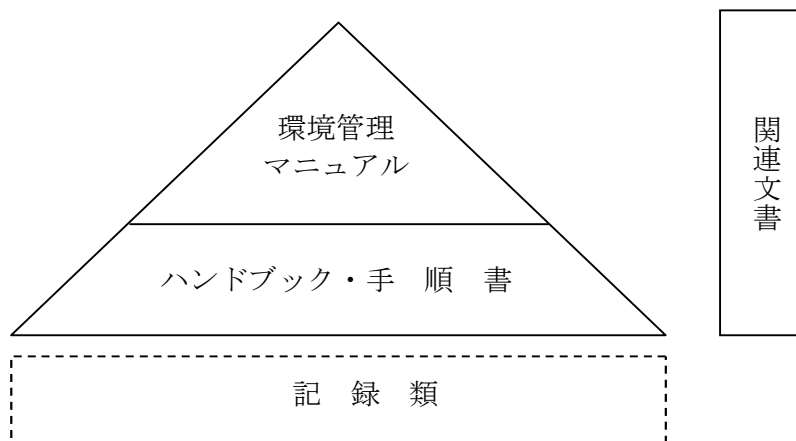 環境管理
マニュアル
ハンドブック・手　順　書
記　録　類
関連文書